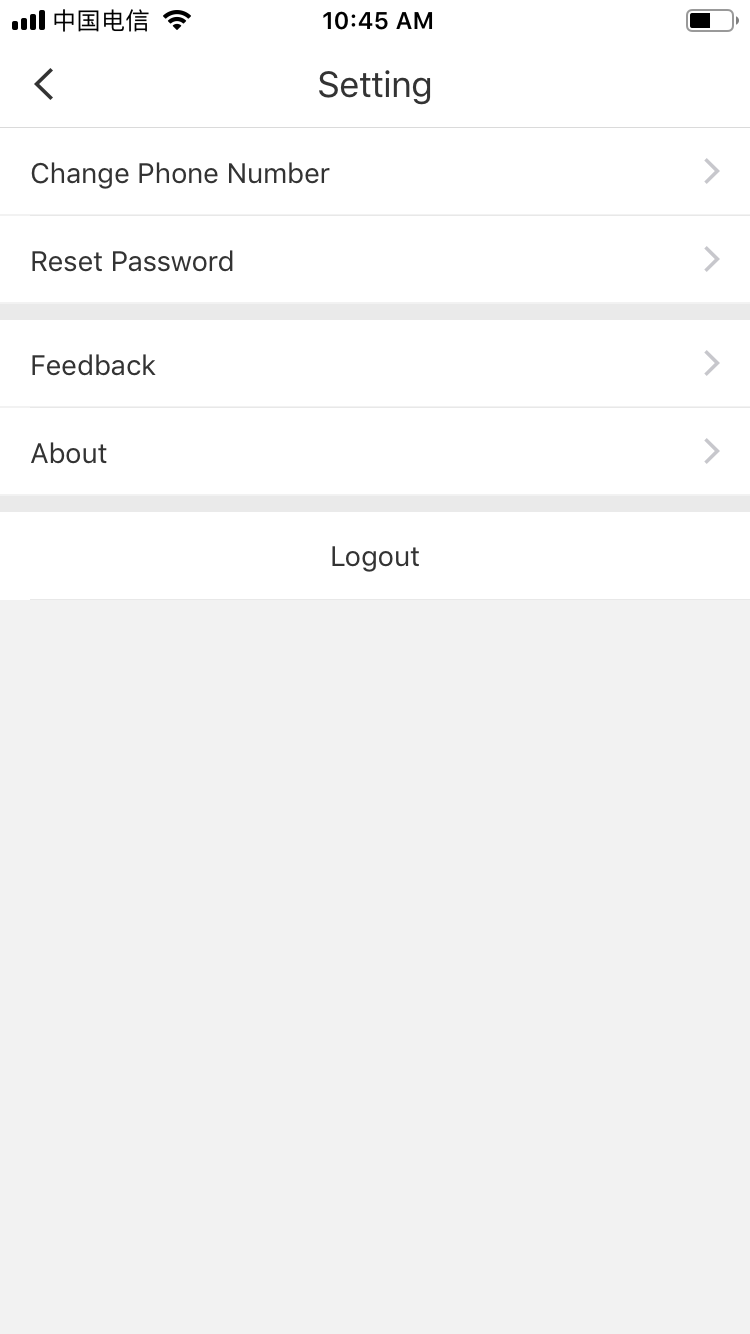 中国电信 10:45 AM
Setting
Change Phone Number
Reset Password
Feedback
About
Logout